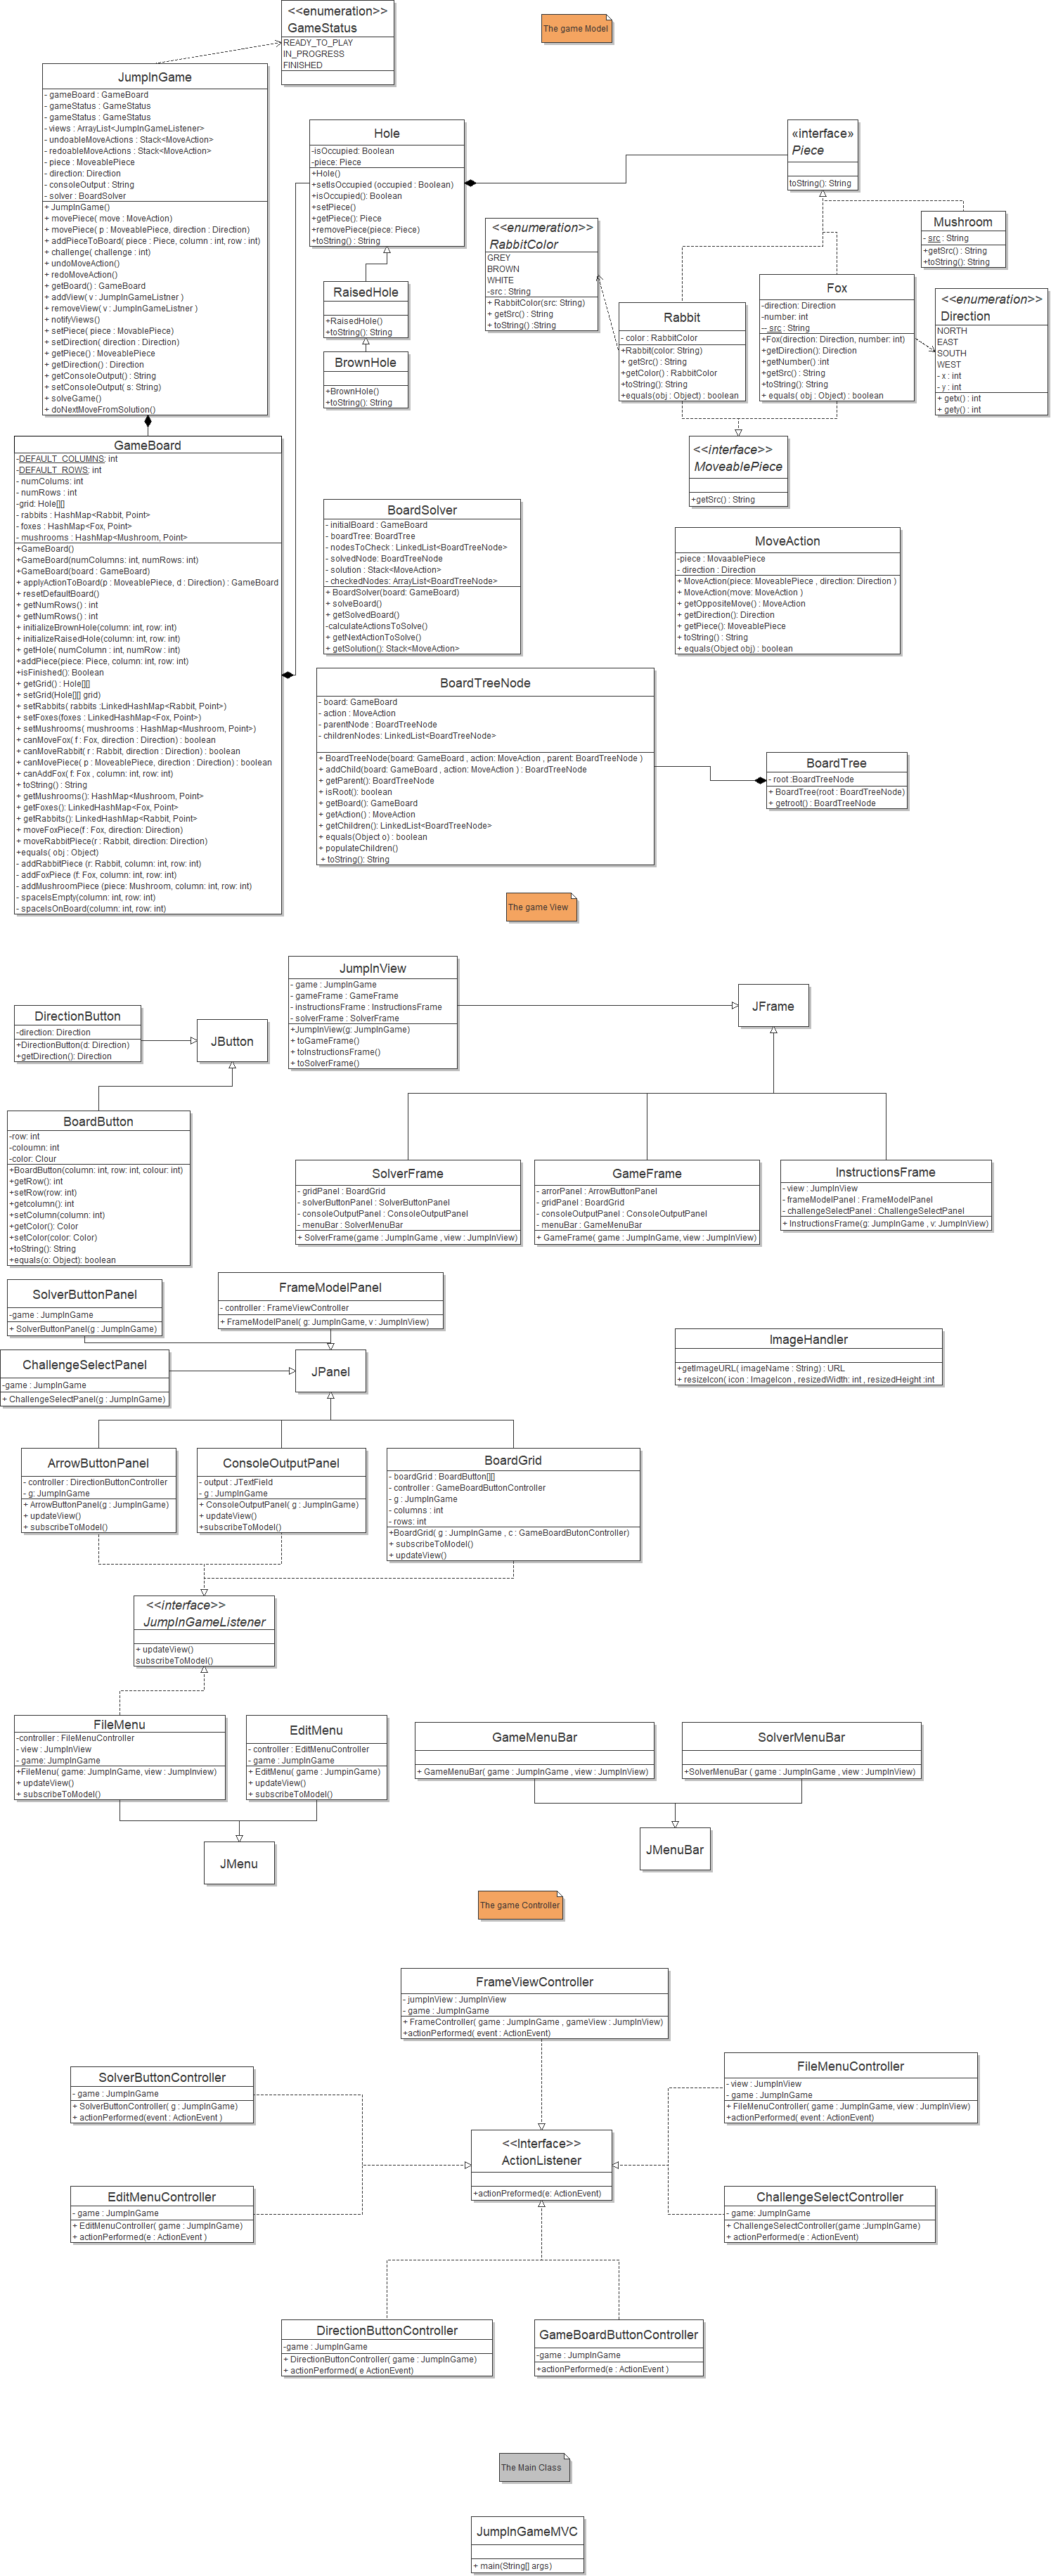 <<enumeration>>
GameStatus
READY_TO_PLAY
IN_PROGRESS
FINISHED
The game Model
JumpInGame
- gameBoard : GameBoard
- gameStatus : GameStatus
- gameStatus : GameStatus
- views : ArrayList<JumpInGameListener>
- undoableMoveActions : Stack<MoveAction>
- redoableMoveActions : Stack<MoveAction>
- piece : MoveablePiece
- direction: Direction
- consoleOutput : String
- solver : BoardSolver
+ JumpInGame()
+ movePiece( move : MoveAction)
+ movePiece( p : MoveablePiece, direction : Direction)
+ addPieceToBoard( piece : Piece, column : int, row : int)
+ challenge( challenge : int)
+ undoMoveAction()
+ redoMoveAction()
+ getBoard() : GameBoard
+ addView( v : JumpInGameListner )
+ removeView( v : JumpInGameListner )
+ notifyViews()
+ setPiece( piece : MovablePiece)
+ setDirection( direction : Direction)
+ getPiece() : MoveablePiece
+ getDirection() : Direction
+ getConsoleOutput() : String
+ setConsoleOutput( s : String)
+ solveGame()
+ doNextMoveFromSolution()
Hole
-isOccupied: Boolean
-piece: Piece
+Hole()
+setIsOccupied (occupied : Boolean)
+isOccupied(): Boolean
+setPiece()
+getPiece(): Piece
+removePiece(piece: Piece)
+toString() : String
«interface»
Piece
toString(): String
Mushroom
- src : String
+getSrc() : String
+toString(): String
<<enumeration>>
RabbitColor
GREY
BROWN
WHITE
-src : String
+ RabbitColor(src: String)
+ getSrc() : String
+ toString() :String
RaisedHole
+RaisedHole()
+toString(): String
BrownHole
+BrownHole()
+toString(): String
Rabbit
- color : RabbitColor
+Rabbit(color: String)
+ getSrc() : String
+getColor() : RabbitColor
+toString(): String
+equals(obj : Object) : boolean
Fox
-direction: Direction
-number: int
-- src : String
+Fox(direction: Direction, number: int)
+getDirection(): Direction
+getNumber() :int
+getSrc() : String
+toString(): String
+ equals( obj : Object) : boolean
<<enumeration>>
Direction
NORTH
EAST
SOUTH
WEST
- x : int
- y : int
+ getx() : int
+ gety() : int
<<interface>>
MoveablePiece
+getSrc() : String
GameBoard
-DEFAULT_COLUMNS: int
-DEFAULT_ROWS: int
- numColums: int
- numRows : int
-grid: Hole[][]
- rabbits : HashMap<Rabbit, Point>
- foxes : HashMap<Fox, Point>
- mushrooms : HashMap<Mushroom, Point>
+GameBoard()
+GameBoard(numColumns: int, numRows: int)
+GameBoard(board : GameBoard)
+ applyActionToBoard(p : MoveablePiece, d : Direction) : GameBoard
+ resetDefaultBoard()
+ getNumRows() : int
+ getNumRows() : int
+ initializeBrownHole(column: int, row: int)
+ initializeRaisedHole(column: int, row: int)
+ getHole( numColumn : int, numRow : int)
+addPiece(piece: Piece, column: int, row: int)
+isFinished(): Boolean
+ getGrid() : Hole[][]
+ setGrid(Hole[][] grid)
+ setRabbits( rabbits :LinkedHashMap<Rabbit, Point>)
+ setFoxes(foxes : LinkedHashMap<Fox, Point>)
+ setMushrooms( mushrooms : HashMap<Mushroom, Point>)
+ canMoveFox( f : Fox, direction : Direction) : boolean
+ canMoveRabbit( r : Rabbit, direction : Direction) : boolean
+ canMovePiece( p : MoveablePiece, direction : Direction) : boolean
+ canAddFox( f: Fox , column: int, row: int)
+ toString() : String
+ getMushrooms(): HashMap<Mushroom, Point>
+ getFoxes(): LinkedHashMap<Fox, Point>
+ getRabbits(): LinkedHashMap<Rabbit, Point>
+ moveFoxPiece(f : Fox, direction: Direction)
+ moveRabbitPiece(r : Rabbit, direction: Direction)
+equals( obj : Object)
- addRabbitPiece (r: Rabbit, column: int, row: int)
- addFoxPiece (f: Fox, column: int, row: int)
- addMushroomPiece (piece: Mushroom, column: int, row: int)
- spaceIsEmpty(column: int, row: int)
- spaceIsOnBoard(column: int, row: int)
BoardSolver
- initialBoard : GameBoard
- boardTree: BoardTree
- nodesToCheck : LinkedList<BoardTreeNode>
- solvedNode: BoardTreeNode
- solution : Stack<MoveAction>
- checkedNodes: ArrayList<BoardTreeNode>
+ BoardSolver(board: GameBoard)
+ solveBoard()
+ getSolvedBoard()
-calculateActionsToSolve()
+ getNextActionToSolve()
+ getSolution(): Stack<MoveAction>
MoveAction
-piece : MovaablePiece
- direction : Direction
+ MoveAction(piece: MoveablePiece , direction: Direction )
+ MoveAction(move: MoveAction )
+ getOppositeMove() : MoveAction
+ getDirection(): Direction
+ getPiece(): MoveablePiece
+ toString() : String
+ equals(Object obj) : boolean
BoardTreeNode
- board: GameBoard
- action : MoveAction
- parentNode : BoardTreeNode
- childrenNodes: LinkedList<BoardTreeNode>
+ BoardTreeNode(board: GameBoard , action: MoveAction , parent: BoardTreeNode )
+ addChild(board: GameBoard , action: MoveAction ) : BoardTreeNode
+ getParent(): BoardTreeNode
+ isRoot(): boolean
+ getBoard(): GameBoard
+ getAction() : MoveAction
+ getChildren(): LinkedList<BoardTreeNode>
+ equals(Object o) : boolean
+ populateChildren()
+ toString(): String
BoardTree
- root :BoardTreeNode
+ BoardTree(root : BoardTreeNode)
+ getroot() : BoardTreeNode
The game View
JumpInView
- game : JumpInGame
- gameFrame : GameFrame
- instructionsFrame : InstructionsFrame
- solverFrame : SolverFrame
+JumpInView(g: JumpInGame)
+ toGameFrame()
+ toInstructionsFrame()
+ toSolverFrame()
JFrame
DirectionButton
-direction: Direction
+DirectionButton(d: Direction)
+getDirection(): Direction
JButton
BoardButton
-row: int
-coloumn: int
-color: Clour
+BoardButton(column: int, row: int, colour: int)
+getRow(): int
+setRow(row: int)
+getcolumn(): int
+setColumn(column: int)
+getColor(): Color
+setColor(color: Color)
+toString(): String
+equals(o: Object): boolean
SolverFrame
- gridPanel : BoardGrid
- solverButtonPanel : SolverButtonPanel
- consoleOutputPanel : ConsoleOutputPanel
- menuBar : SolverMenuBar
+ SolverFrame(game : JumpInGame , view : JumpInView)
GameFrame
- arrorPanel : ArrowButtonPanel
- gridPanel : BoardGrid
- consoleOutputPanel : ConsoleOutputPanel
- menuBar : GameMenuBar
+ GameFrame( game : JumpInGame, view : JumpInView)
InstructionsFrame
- view : JumpInView
- frameModelPanel : FrameModelPanel
- challengeSelectPanel : ChallengeSelectPanel
+ InstructionsFrame(g: JumpInGame , v: JumpInView)
SolverButtonPanel
-game : JumpInGame
+ SolverButtonPanel(g : JumpInGame)
FrameModelPanel
- controller : FrameViewController
+ FrameModelPanel( g: JumpInGame, v : JumpInView)
ImageHandler
+getImageURL( imageName : String) : URL
+ resizeIcon( icon : ImageIcon , resizedWidth: int , resizedHeight :int
ChallengeSelectPanel
-game : JumpInGame
+ ChallengeSelectPanel(g : JumpInGame)
JPanel
ArrowButtonPanel
- controller : DirectionButtonController
- g: JumpInGame
+ ArrowButtonPanel(g : JumpInGame)
+ updateView()
+ subscribeToModel()
ConsoleOutputPanel
- output : JTextField
- g : JumpInGame
+ ConsoleOutputPanel( g : JumpInGame)
+ updateView()
+subscribeToModel()
BoardGrid
- boardGrid : BoardButton[][]
- controller : GameBoardButtonController
- g : JumpInGame
- columns : int
- rows: int
+BoardGrid( g : JumpInGame , c : GameBoardButonController)
+ subscribeToModel()
+ updateView()
<<interface>>
JumpInGameListener
+ updateView()
subscribeToModel()
FileMenu
-controller : FileMenuController
- view : JumpInView
- game: JumpInGame
+FileMenu( game: JumpInGame, view : JumpInview)
+ updateView()
+ subscribeToModel()
EditMenu
- controller : EditMenuController
- game : JumpInGame
+ EditMenu( game : JumpinGame)
+ updateView()
+ subscribeToModel()
GameMenuBar
+ GameMenuBar( game : JumpInGame , view : JumpInView)
SolverMenuBar
+SolverMenuBar ( game : JumpInGame , view : JumpInView)
JMenu
JMenuBar
The game Controller
FrameViewController
- jumpInView : JumpInView
- game : JumpInGame
+ FrameController( game : JumpInGame , gameView : JumpInView)
+actionPerformed( event : ActionEvent)
SolverButtonController
- game : JumpInGame
+ SolverButtonController( g : JumpInGame)
+ actionPerformed(event : ActionEvent )
FileMenuController
- view : JumpInView
- game : JumpInGame
+ FileMenuController( game : JumpInGame, view : JumpInView)
+actionPerformed( event : ActionEvent)
<<Interface>>
ActionListener
+actionPreformed(e: ActionEvent)
EditMenuController
- game : JumpInGame
+ EditMenuController( game : JumpInGame)
+ actionPerformed(e : ActionEvent )
ChallengeSelectController
- game: JumpInGame
+ ChallengeSelectController(game :JumpInGame)
+ actionPerformed(e : ActionEvent)
DirectionButtonController
-game : JumpInGame
+ DirectionButtonController( game : JumpInGame)
+ actionPerformed( e ActionEvent)
GameBoardButtonController
-game : JumpInGame
+actionPerformed(e : ActionEvent )
The Main Class
JumpInGameMVC
+ main(String[] args)